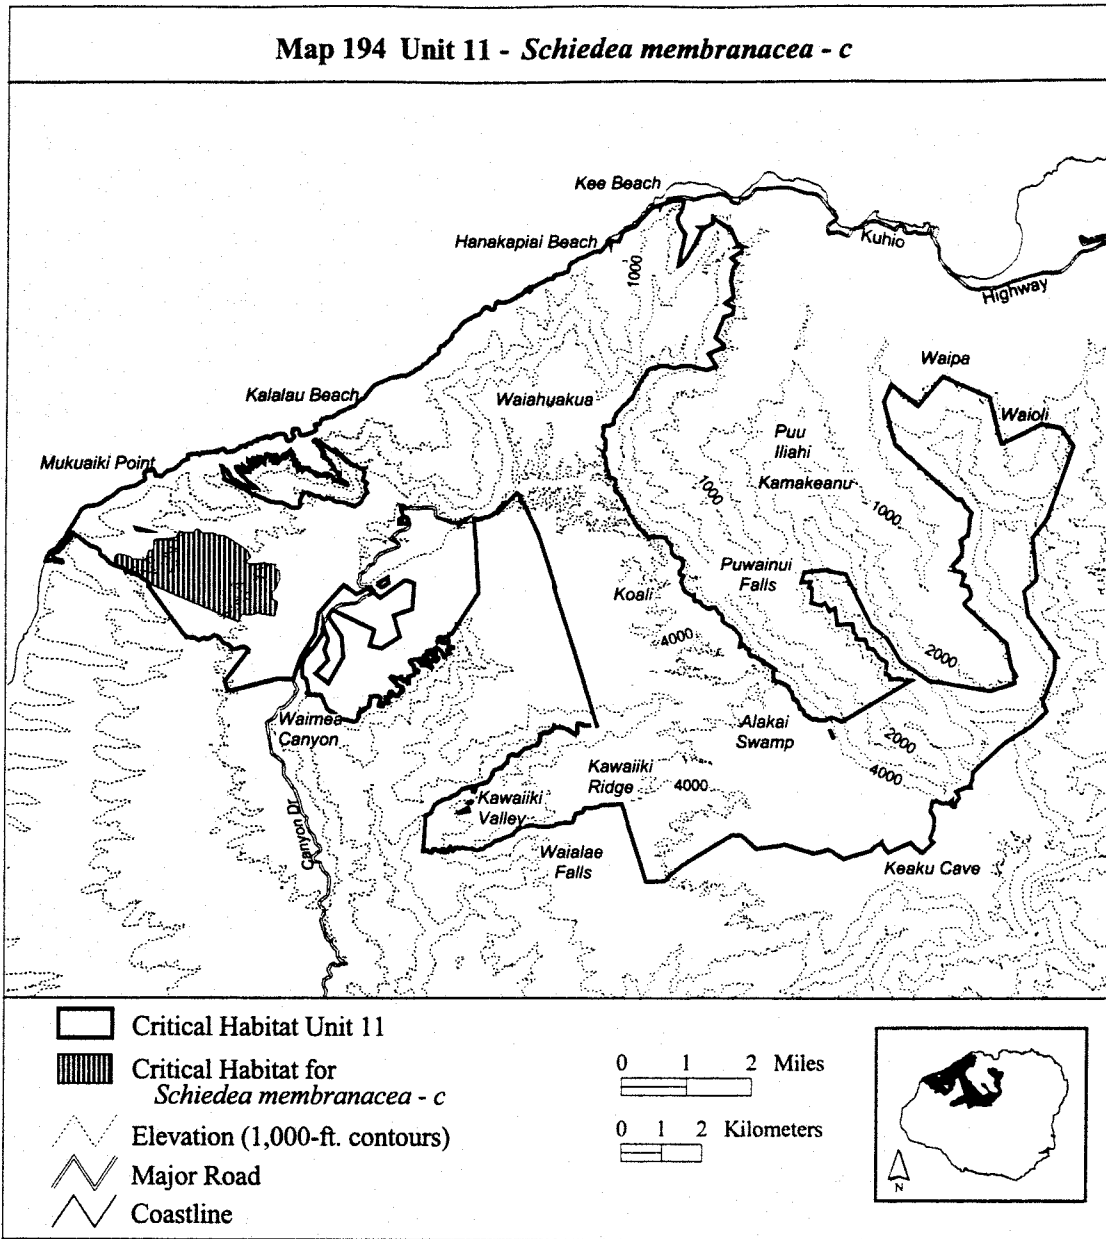 Map 194 Unit 11 - Schiedea membranacea - c
Kee Beach
Hanakapiai Beach
Kuhio
Highway
1000
Waipa
Kalalau Beach
Waiahuakua
Waioli
Puu
Iliahi
Mukuaiki Point
Kamakeanu
1000
1000
Puwainui
Falls
Koali
4000
2000
Waimea
Canyon
Alakai
Swamp
2000
Kawaiiki
Ridge
4000
4000
Kawaiiki
Valley
Canyon Dr
Waialae
Falls
Keaku Cave
Critical Habitat Unit 11
Critical Habitat for
Schiedea membranacea - c
Elevation (1,000-ft. contours)
Major Road
Coastline
0 1 2 Miles
0 1 2 Kilometers
N